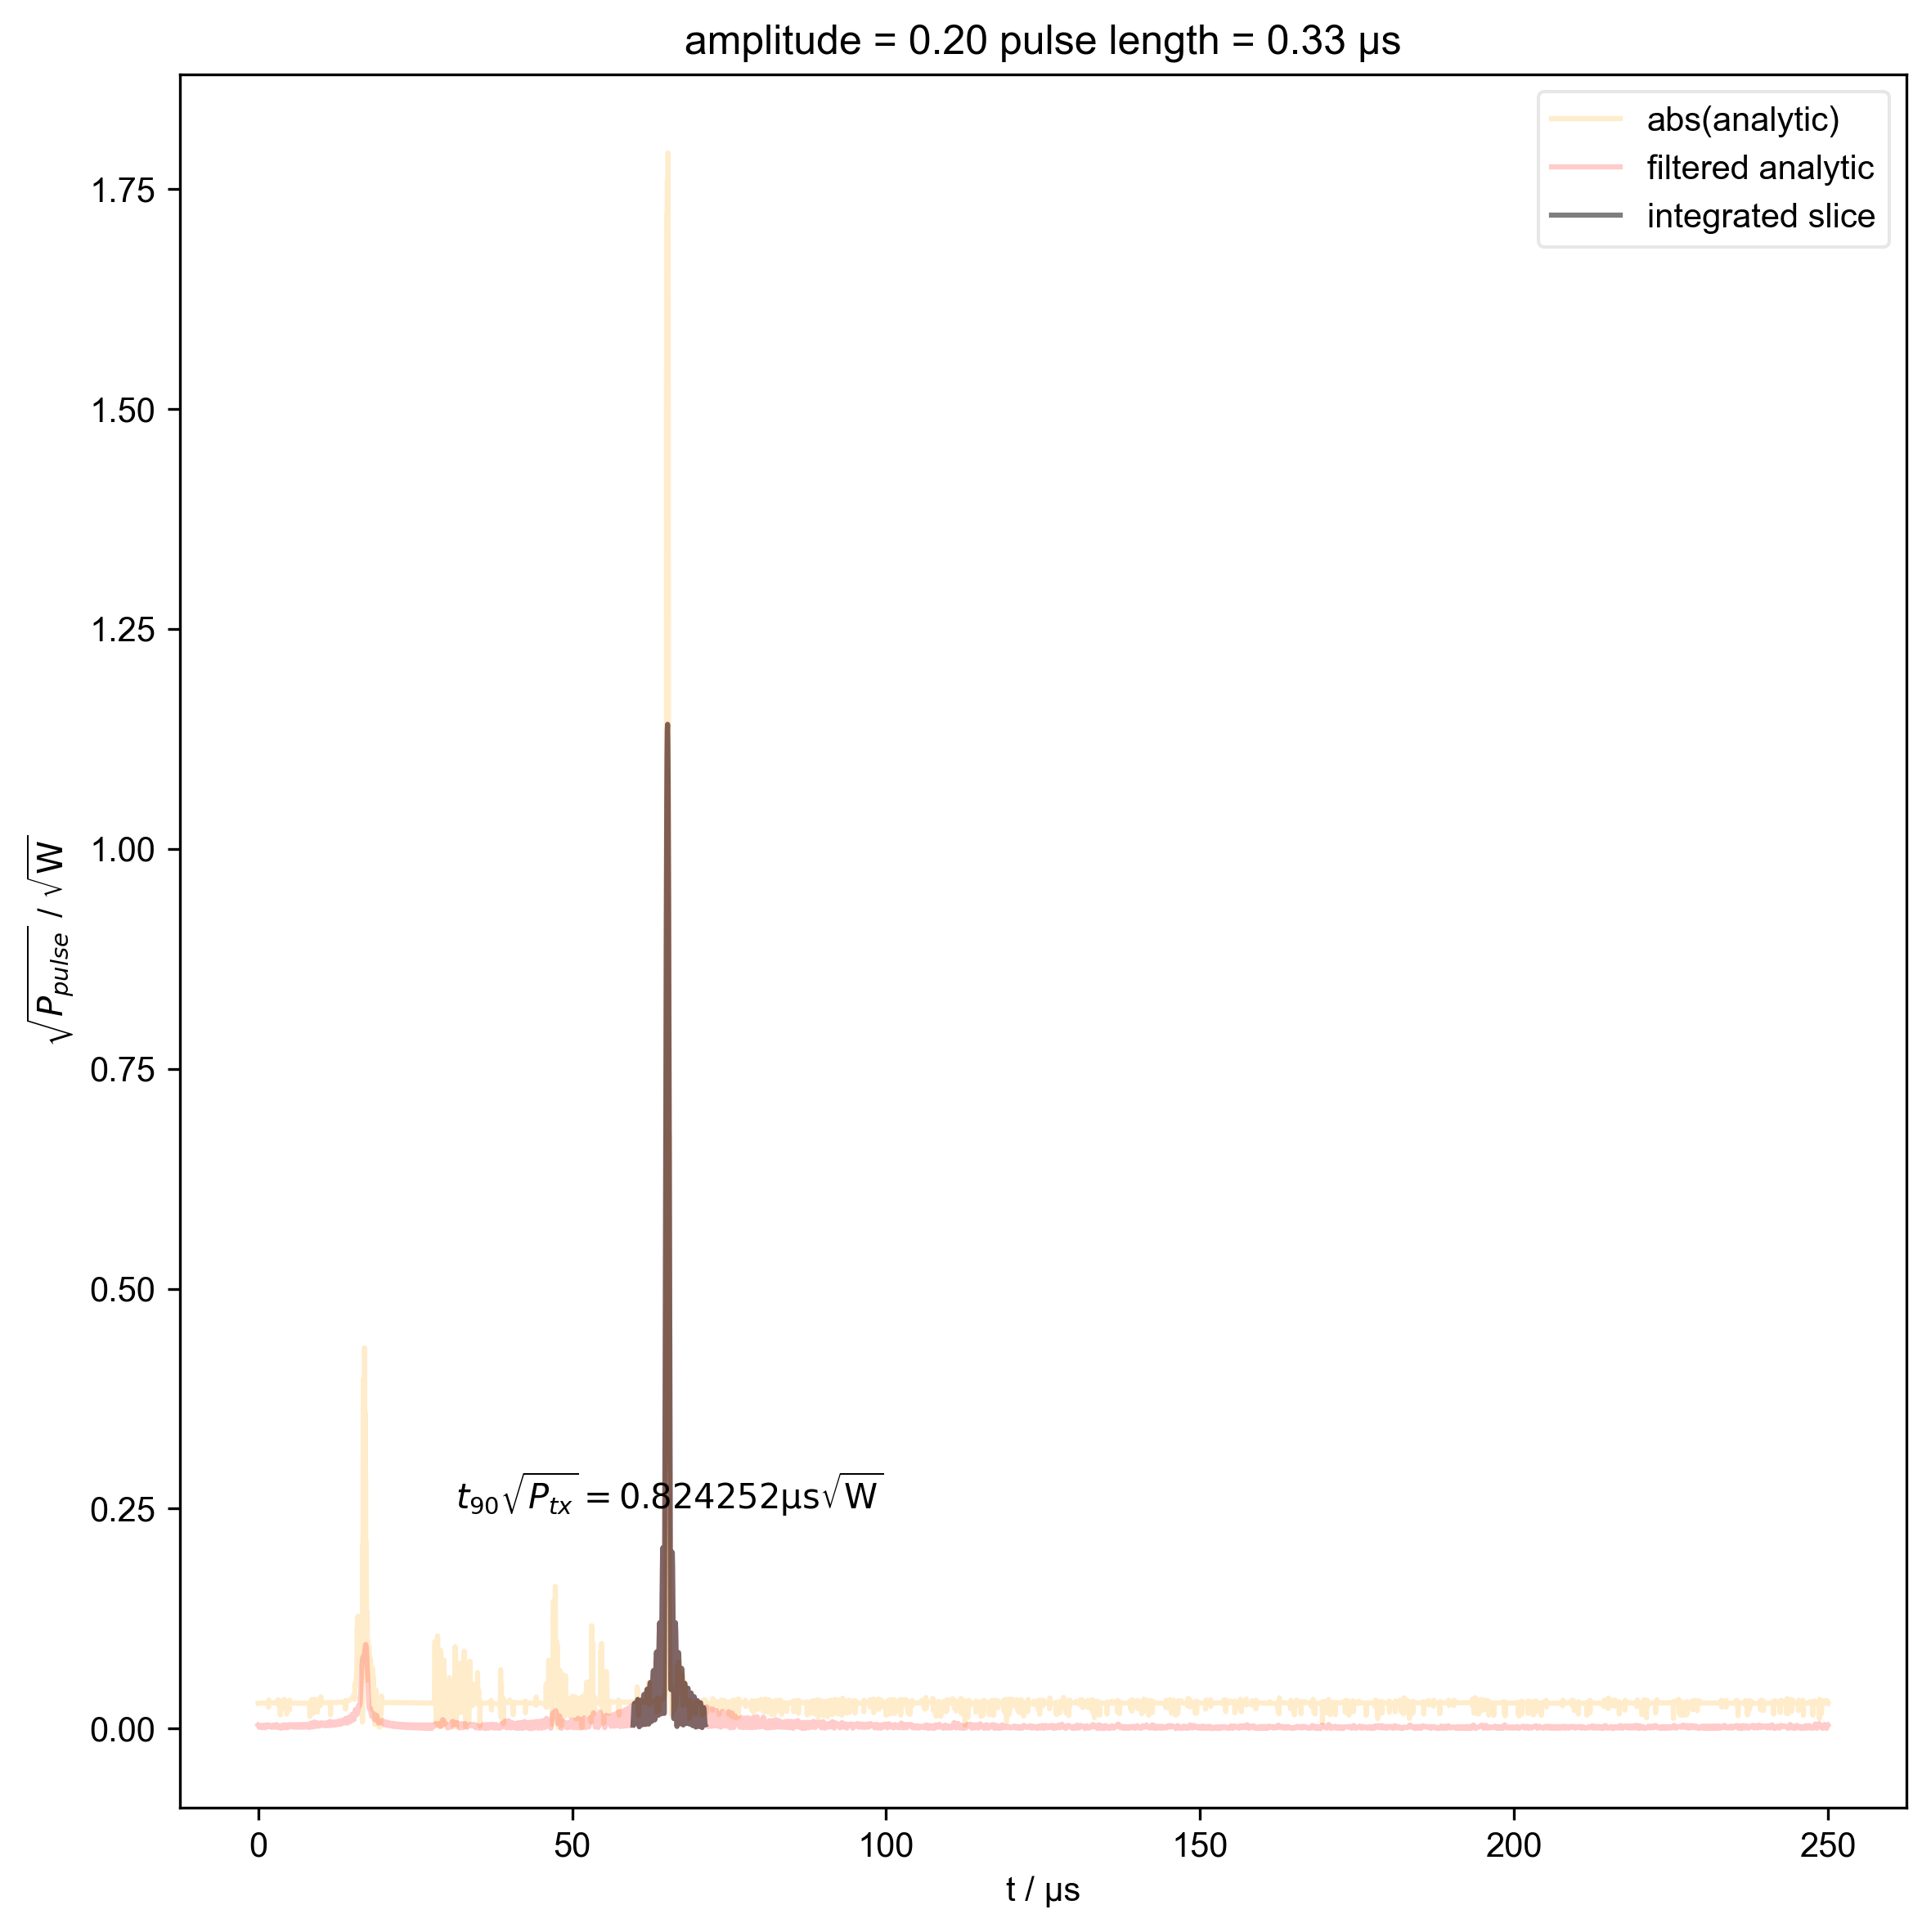 amplitude = 0.20 pulse length = 0.33 µs
abs(analytic)
filtered analytic
integrated slice
1.75
1.50
1.25
1.00
0.75
0.50
0.25
0.00
√P_pulse / √W
t₉₀√P_tx = 0.824252µs√W
0 50 100 150 200 250
t / µs